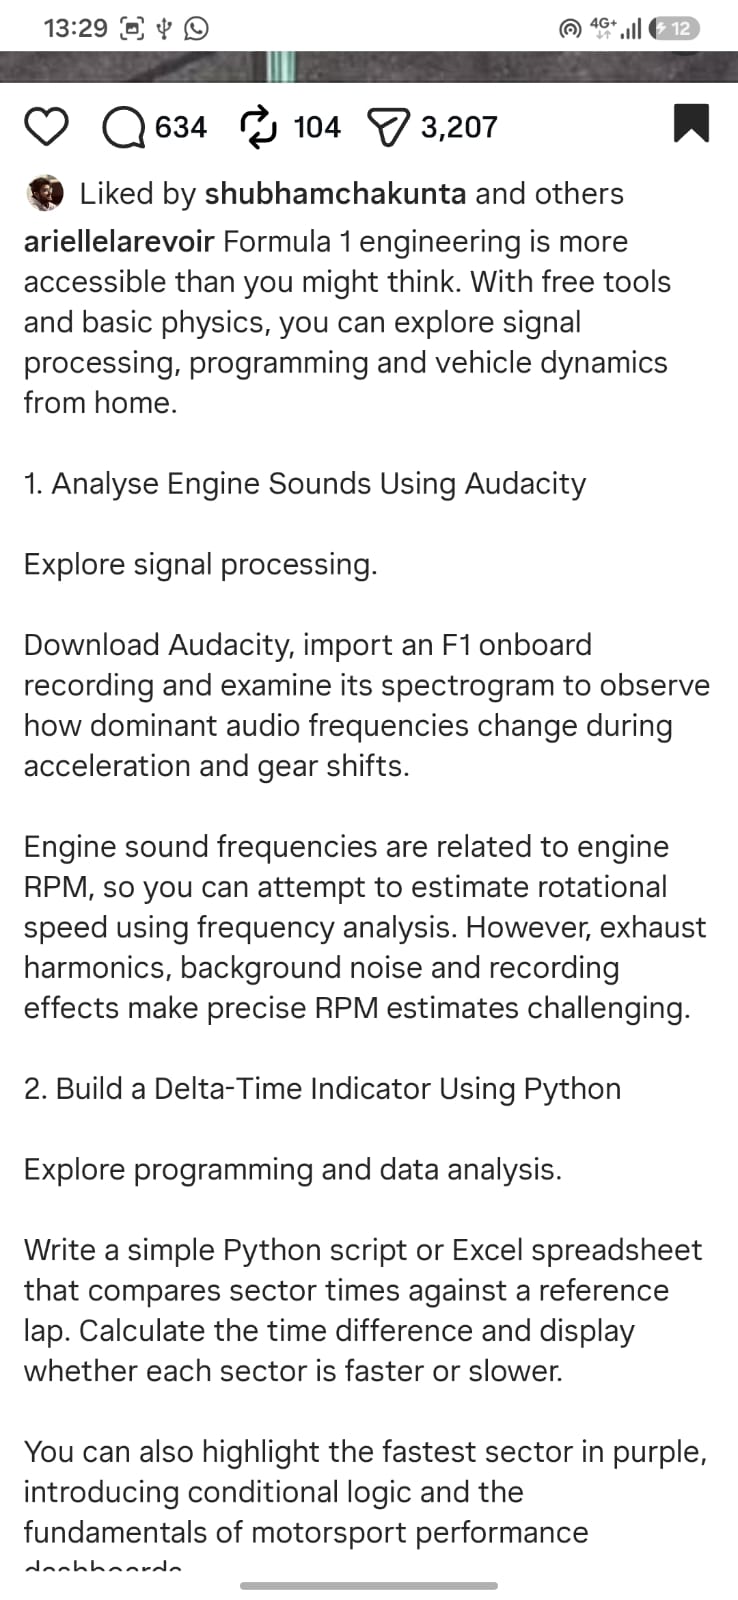 13:29
4G+
12
634
104
3,207
Liked by shubhamchakunta and others
ariellelarevoir Formula 1 engineering is more
accessible than you might think. With free tools
and basic physics, you can explore signal
processing, programming and vehicle dynamics
from home.
1. Analyse Engine Sounds Using Audacity
Explore signal processing.
Download Audacity, import an F1 onboard
recording and examine its spectrogram to observe
how dominant audio frequencies change during
acceleration and gear shifts.
Engine sound frequencies are related to engine
RPM, so you can attempt to estimate rotational
speed using frequency analysis. However, exhaust
harmonics, background noise and recording
effects make precise RPM estimates challenging.
2. Build a Delta-Time Indicator Using Python
Explore programming and data analysis.
Write a simple Python script or Excel spreadsheet
that compares sector times against a reference
lap. Calculate the time difference and display
whether each sector is faster or slower.
You can also highlight the fastest sector in purple,
introducing conditional logic and the
fundamentals of motorsport performance